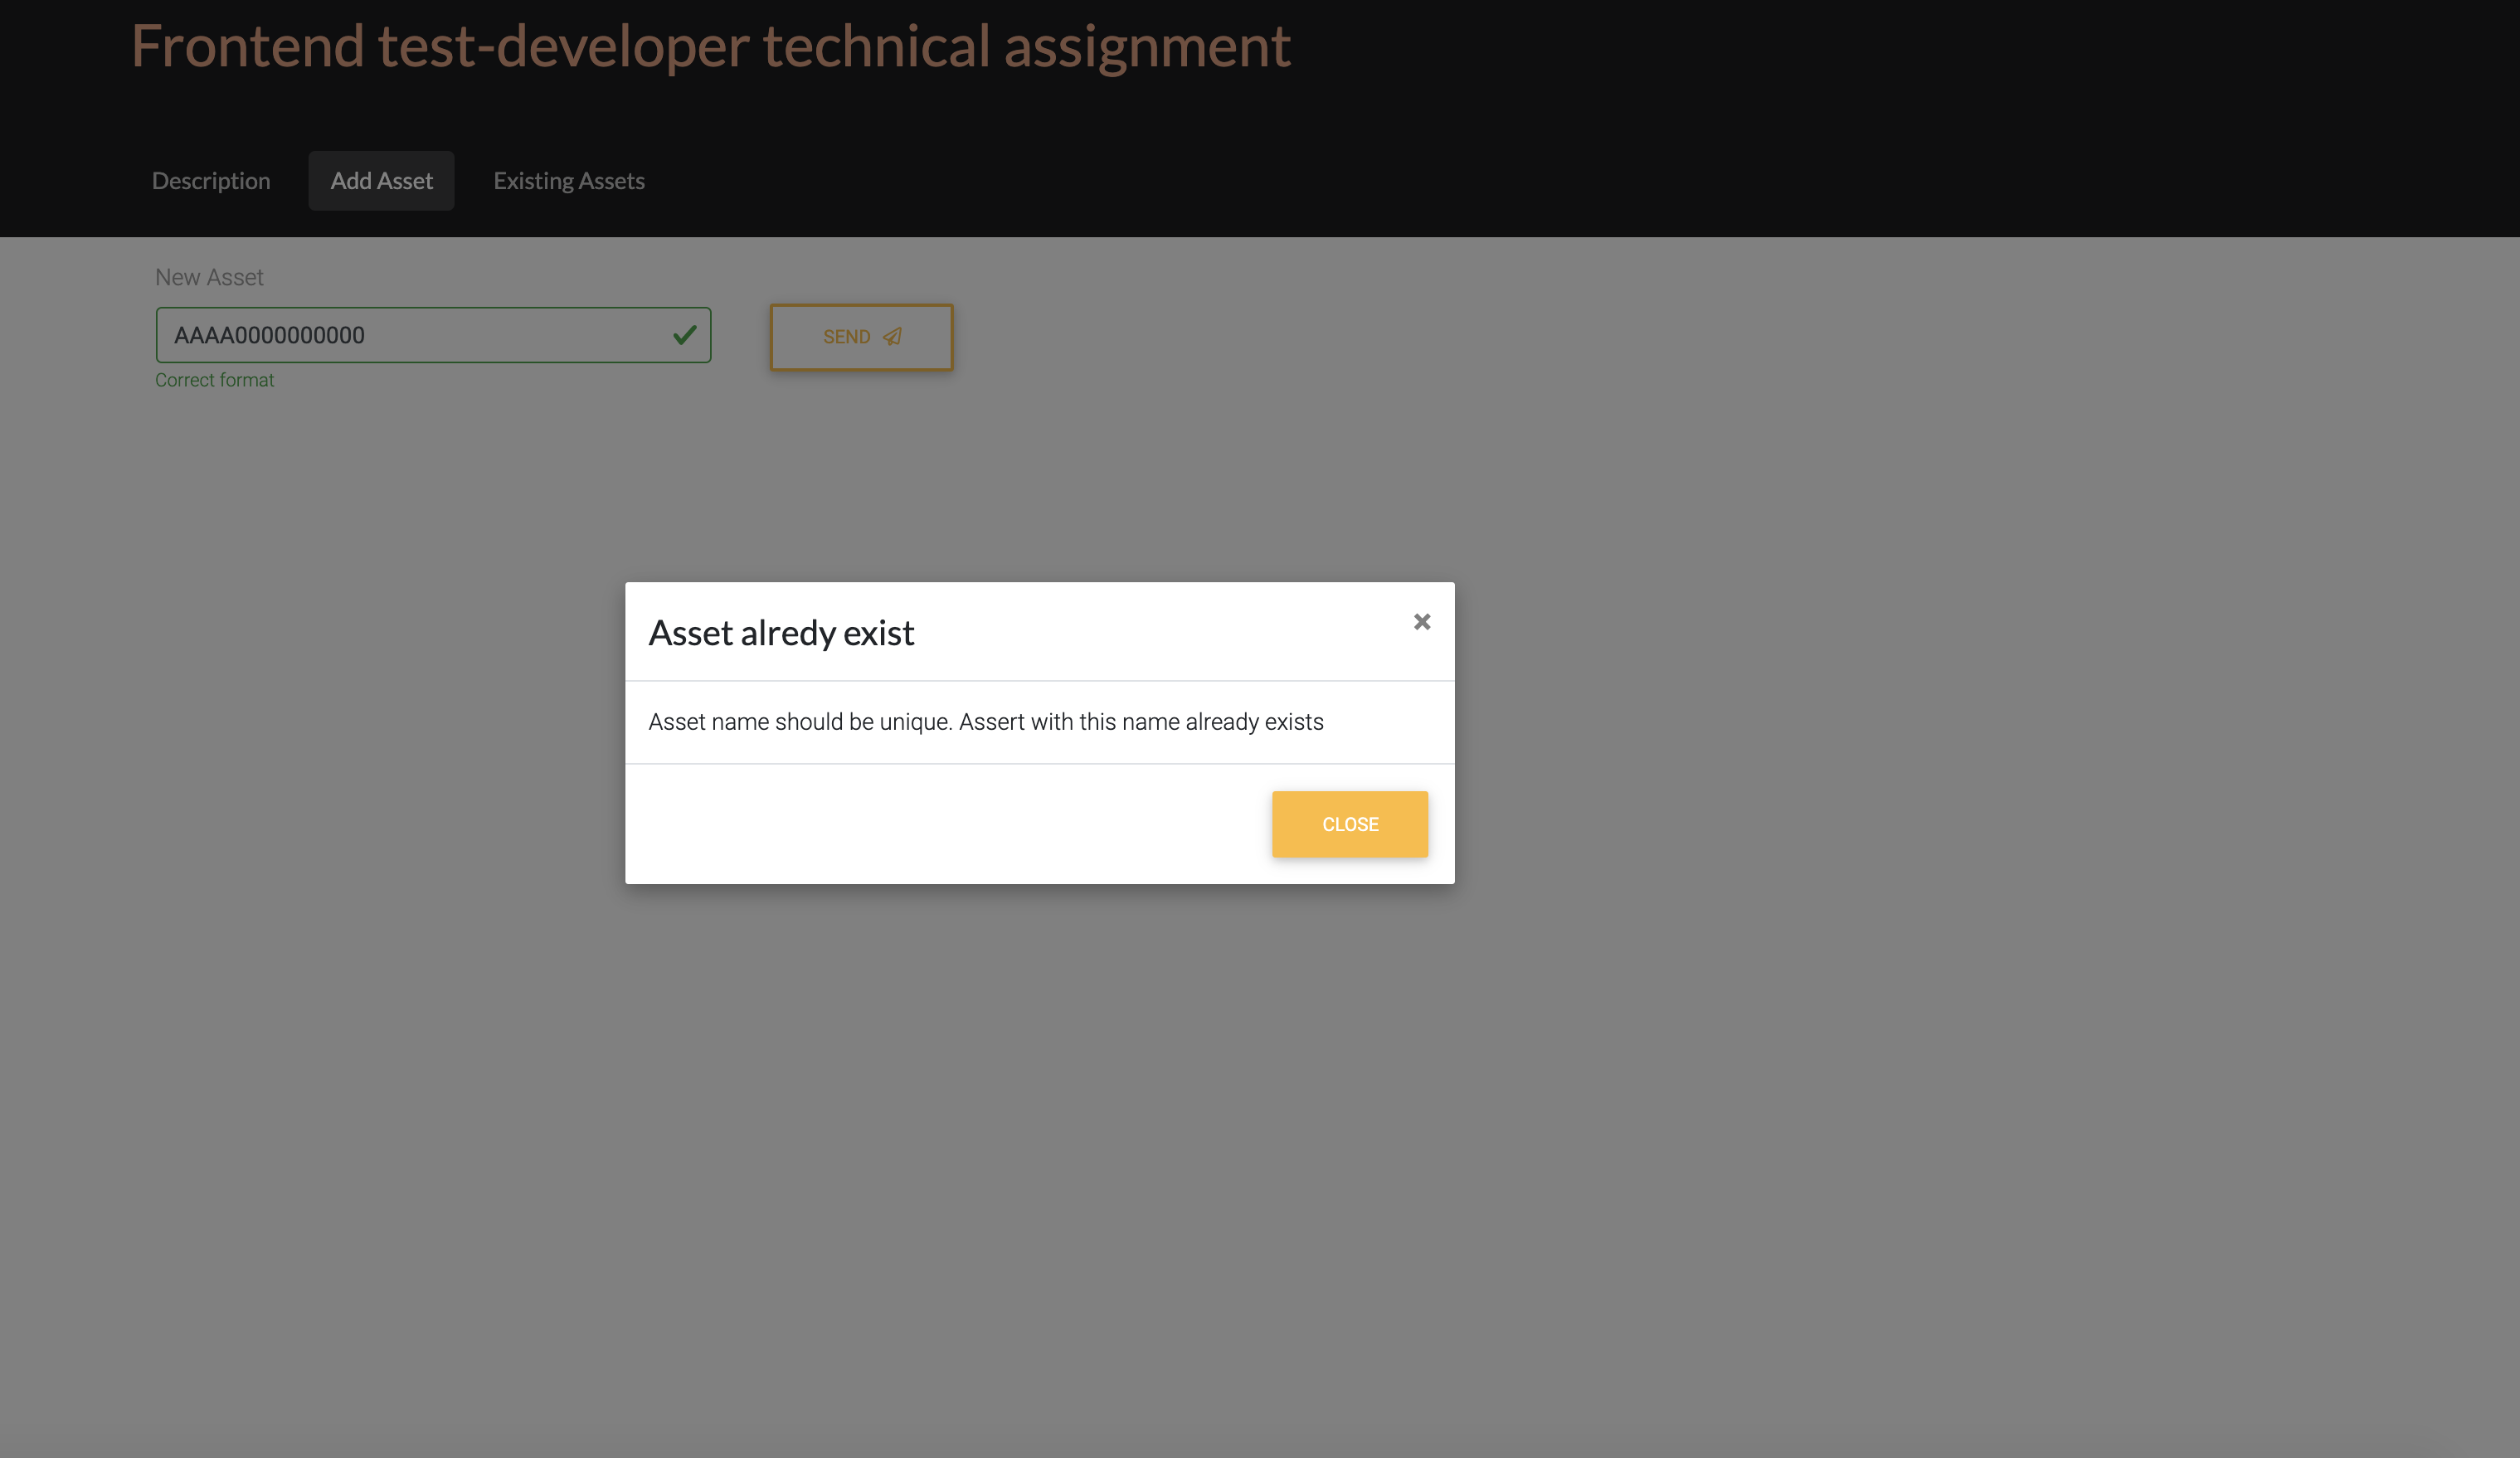 Frontend test-developer technical assignment
Description Add Asset Existing Assets
New Asset
AAAA0000000000 SEND
Correct format
Asset alredy exist
Asset name should be unique. Assert with this name already exists
CLOSE